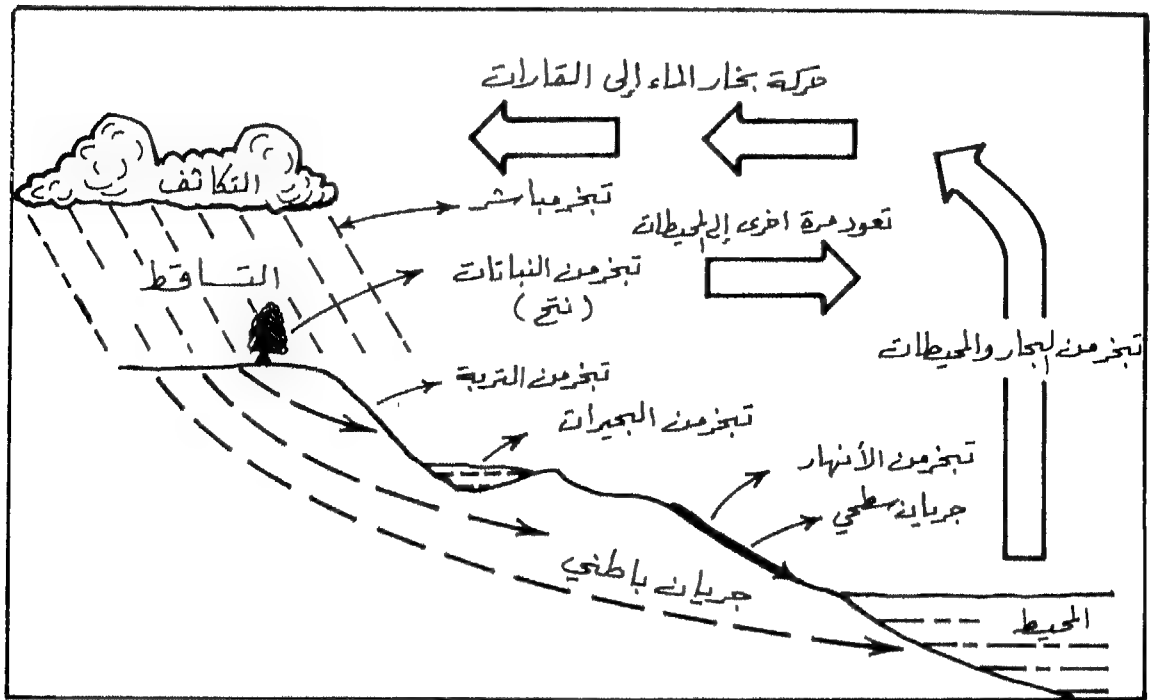 حركة بخار الماء إلى القارات
التكاثف
تبخر مباشر
تعود مرة اخرى إلى المحيطات
التساقط
تبخر من النباتات
(نتح)
تبخر من البحار والمحيطات
تبخر من التربة
تبخر من البحيرات
تبخر من الأنهار
جريان سطحي
جريان باطني
المحيط